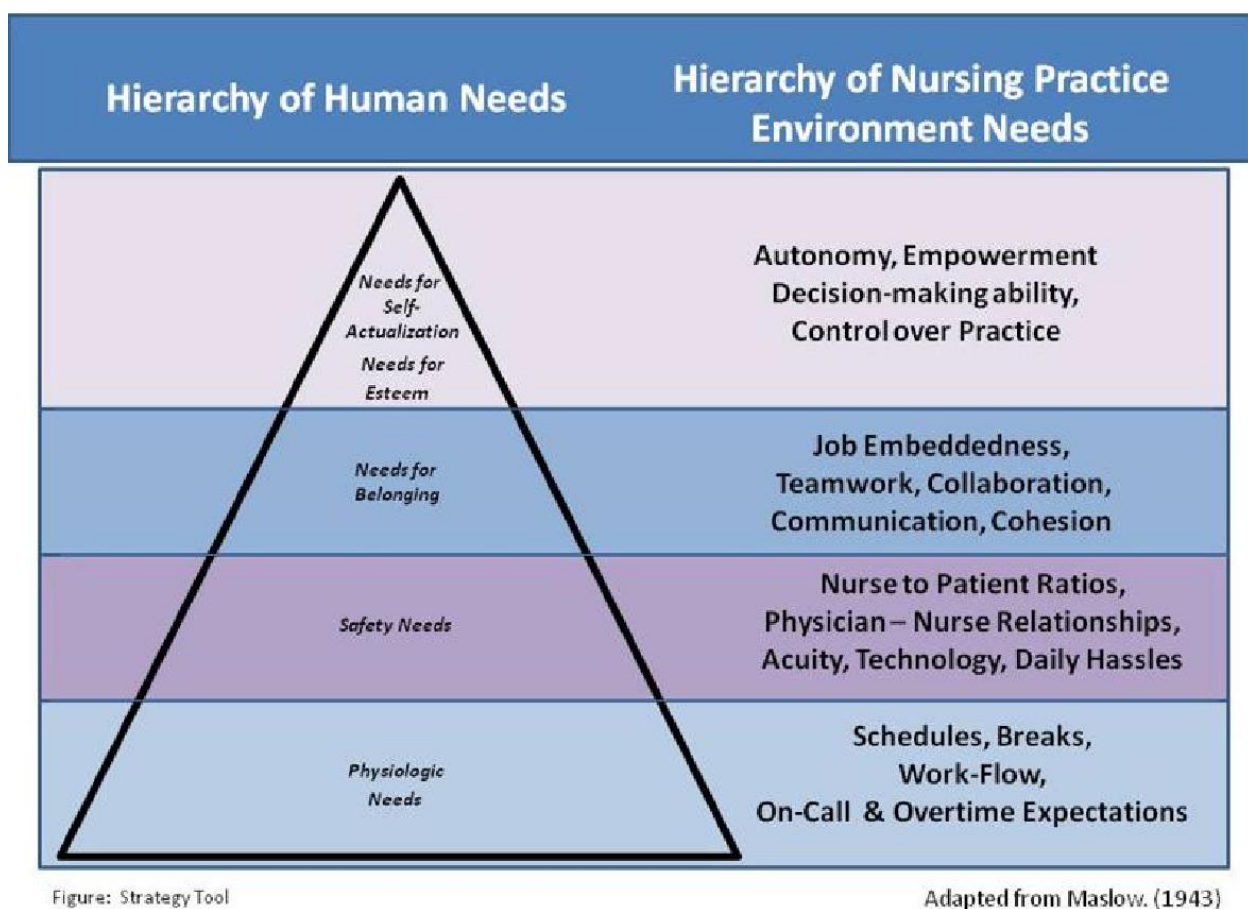 Hierarchy of Human Needs
Hierarchy of Nursing Practice
Environment Needs
Needs for
Self-
Actualization
Needs for
Esteem
Autonomy, Empowerment
Decision-making ability,
Control over Practice
Needs for
Belonging
Job Embeddedness,
Teamwork, Collaboration,
Communication, Cohesion
Safety Needs
Nurse to Patient Ratios,
Physician – Nurse Relationships,
Acuity, Technology, Daily Hassles
Physiologic
Needs
Schedules, Breaks,
Work-Flow,
On-Call & Overtime Expectations
Figure: Strategy Tool
Adapted from Maslow. (1943)